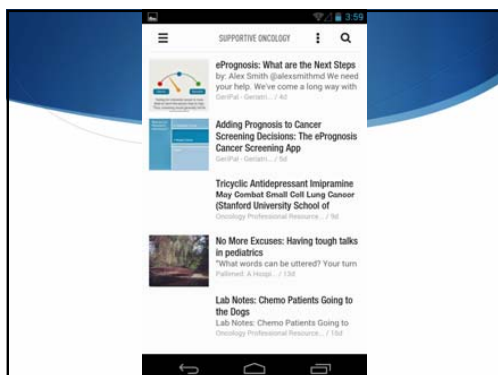 3:59
SUPPORTIVE ONCOLOGY
ePrognosis: What are the Next Steps
by: Alex Smith @alexsmithmd We need
your help. We've come a long way with
GeriPal - Geriatri... / 4d
Adding Prognosis to Cancer
Screening Decisions: The ePrognosis
Cancer Screening App
GeriPal - Geriatri... / 5d
Tricyclic Antidepressant Imipramine
May Combat Small Cell Lung Cancer
(Stanford University School of
Oncology Professional Resource... / 9d
No More Excuses: Having tough talks
in pediatrics
"What words can be uttered? Your turn
Pallimed: A Hospi... / 13d
Lab Notes: Chemo Patients Going to
the Dogs
Lab Notes: Chemo Patients Going to
Oncology Professional Resource... / 16d